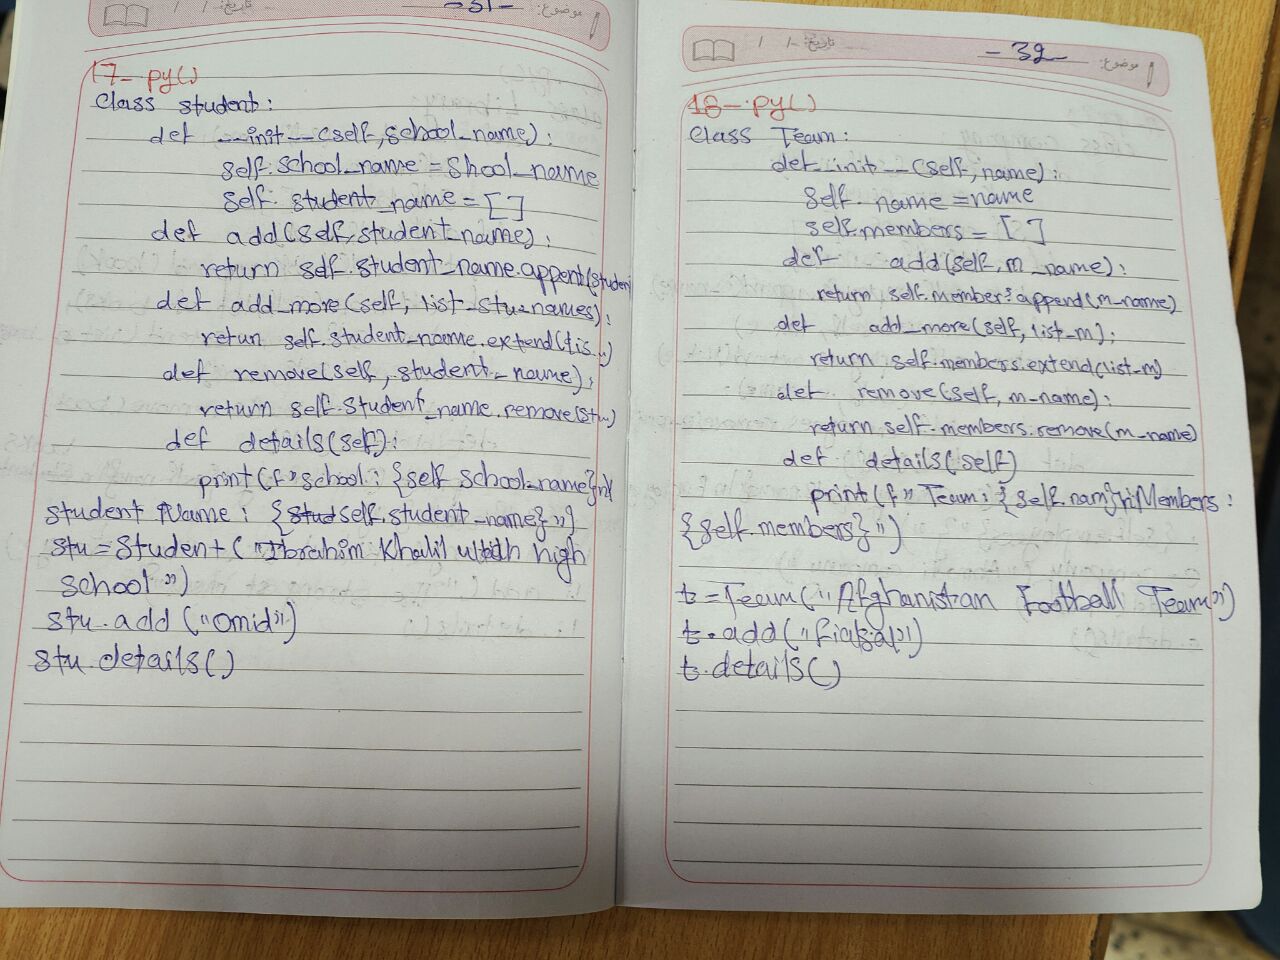 موضوع:
تاریخ: / /
- 31 -
17- py()
class student:
def __init__(self, school_name):
self.school_name = shool_name
self.student_name = []
def add(self, student_name):
return self.student_name.appent(studen
def add_more(self, list_stu_names):
retun self.student_name.extend(lis...)
def remove(self, student_name):
return self.student_name.remove(stu..)
def details(self):
print(f"school: {self school_name}\n
student Name: {self.student_name}")
stu = Student("Ibrahim Khalil high
school")
stu.add("omid")
stu.details()
موضوع:
- 32 -
تاریخ: / /
18- py()
class Team:
def_init__(self, name):
self.name = name
self.members = []
def add(self, m_name):
return self.members.append(m_name)
def add_more(self, list_m):
return self.members.extend(list_m)
def remove(self, m_name):
return self.members.remove(m_name)
def details(self)
print(f" Team: {self.nam}\nMembers:
{self.members}")
t = Team("Afghanistan Football Team")
t.add("Fiaisal")
t.details()